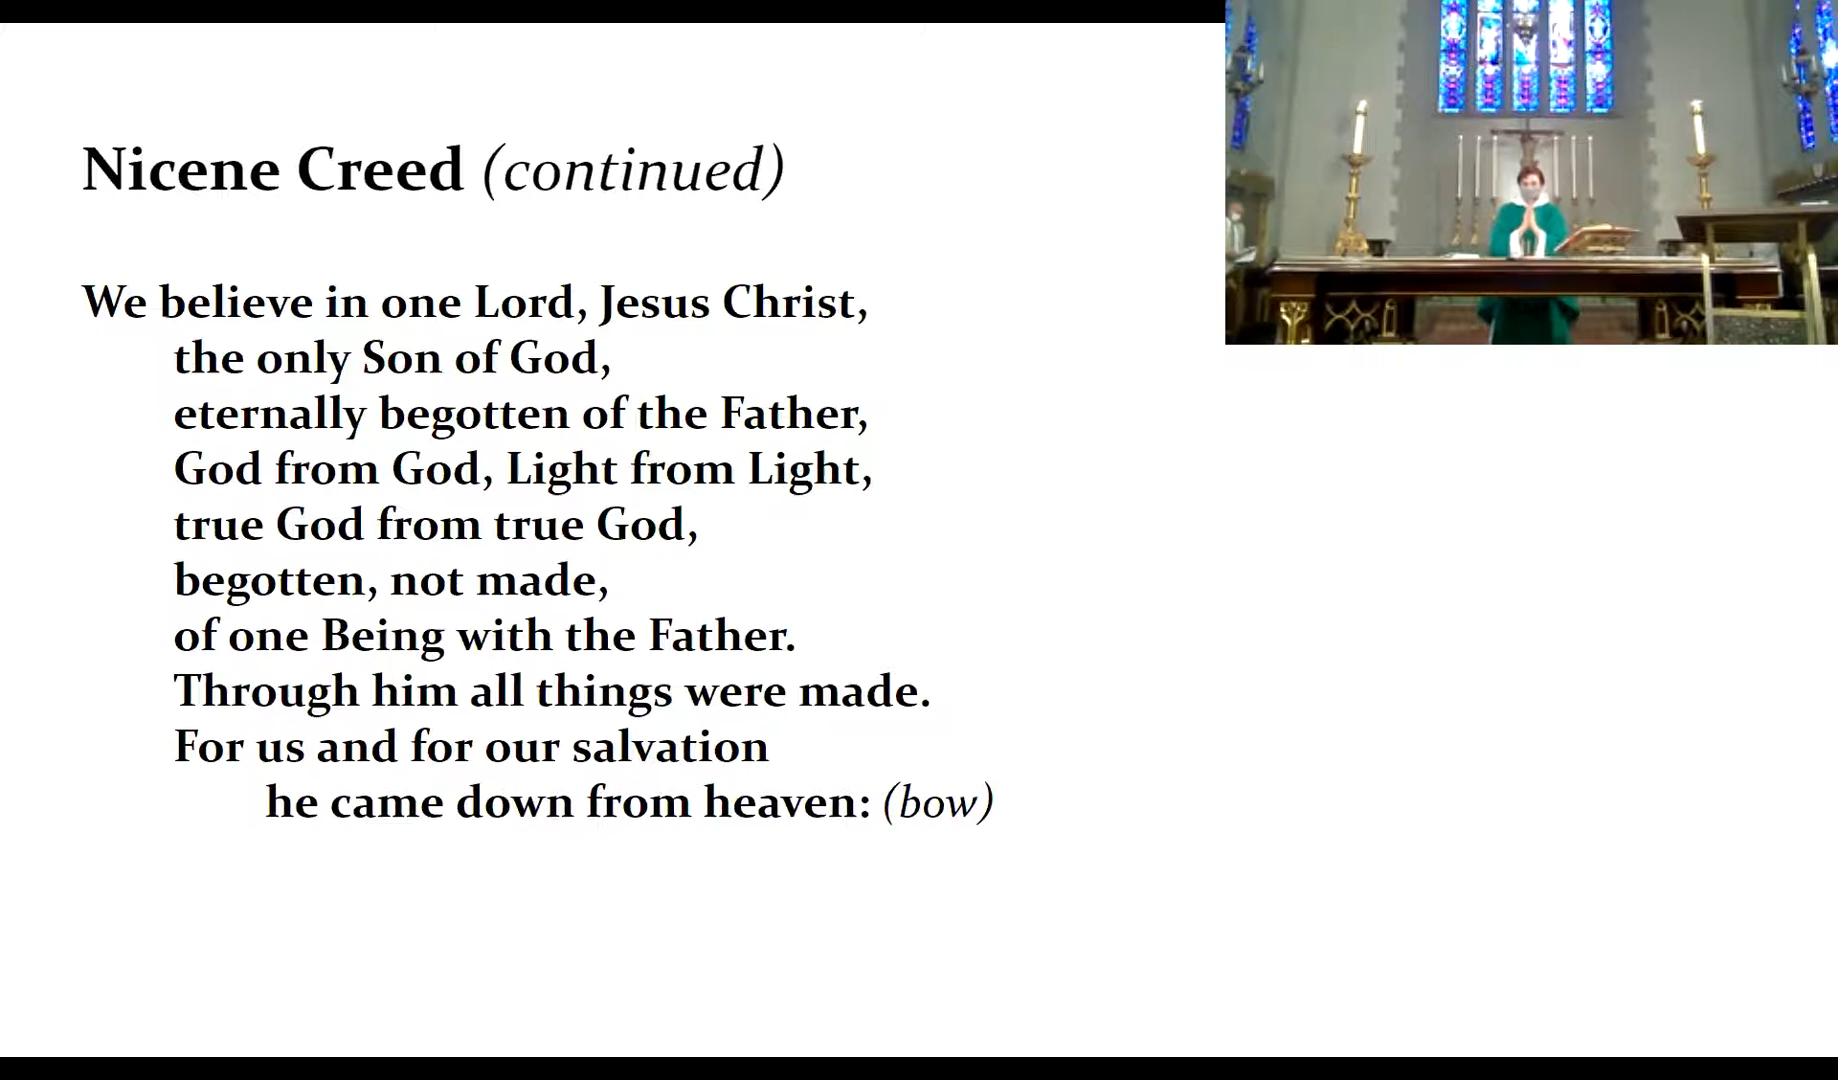 Nicene Creed (continued)
We believe in one Lord, Jesus Christ,
the only Son of God,
eternally begotten of the Father,
God from God, Light from Light,
true God from true God,
begotten, not made,
of one Being with the Father.
Through him all things were made.
For us and for our salvation
he came down from heaven: (bow)